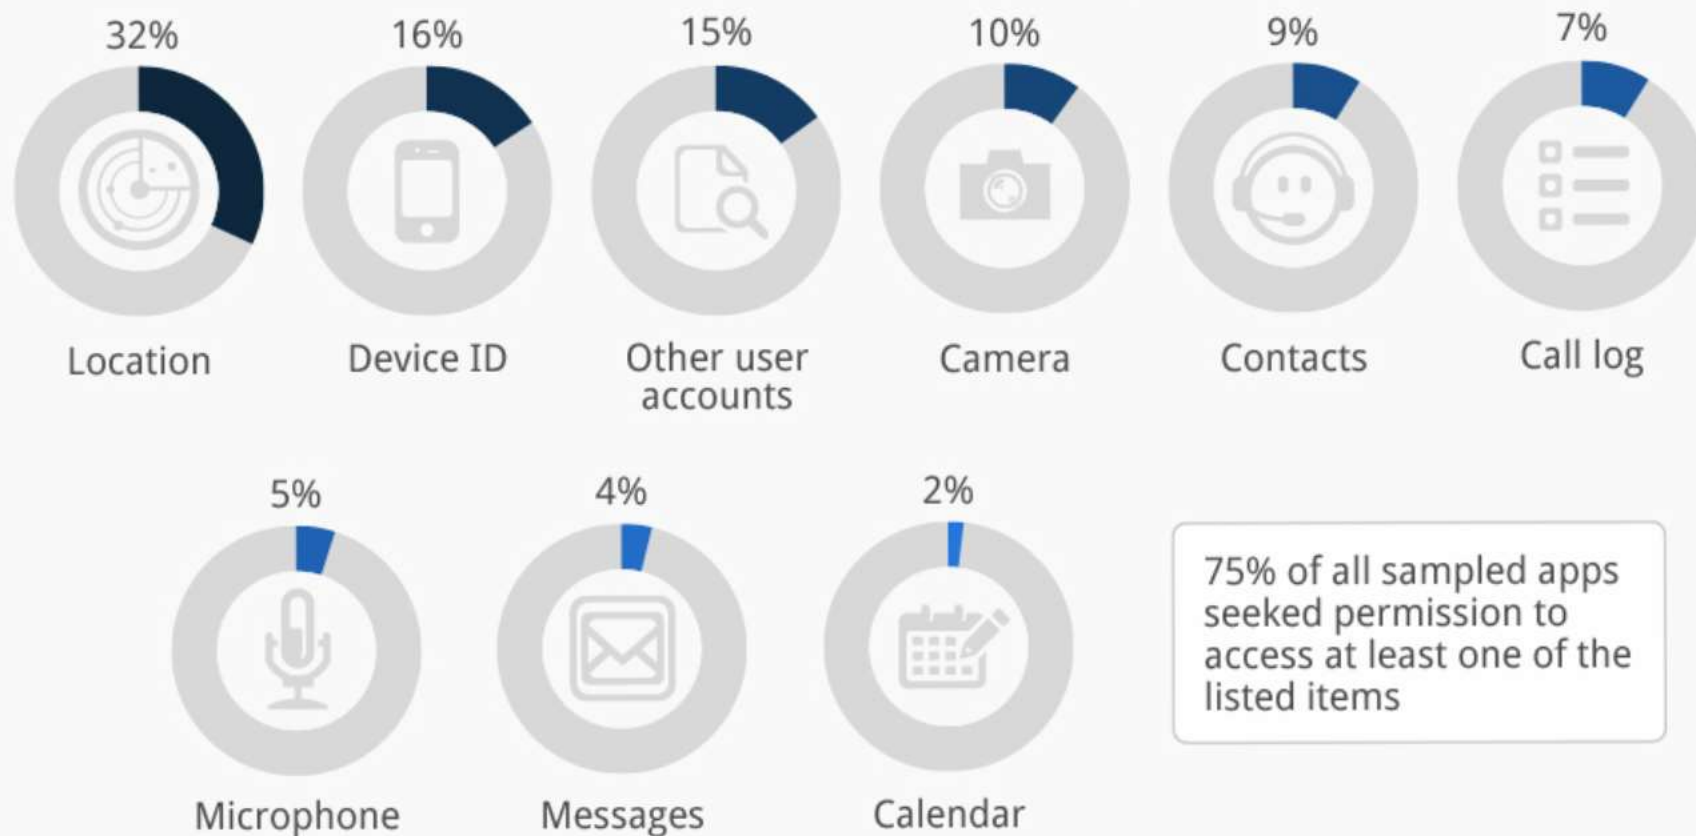 32%
16%
15%
10%
9%
7%
Location
Device ID
Other user
accounts
Camera
Contacts
Call log
5%
4%
2%
Microphone
Messages
Calendar
75% of all sampled apps
seeked permission to
access at least one of the
listed items